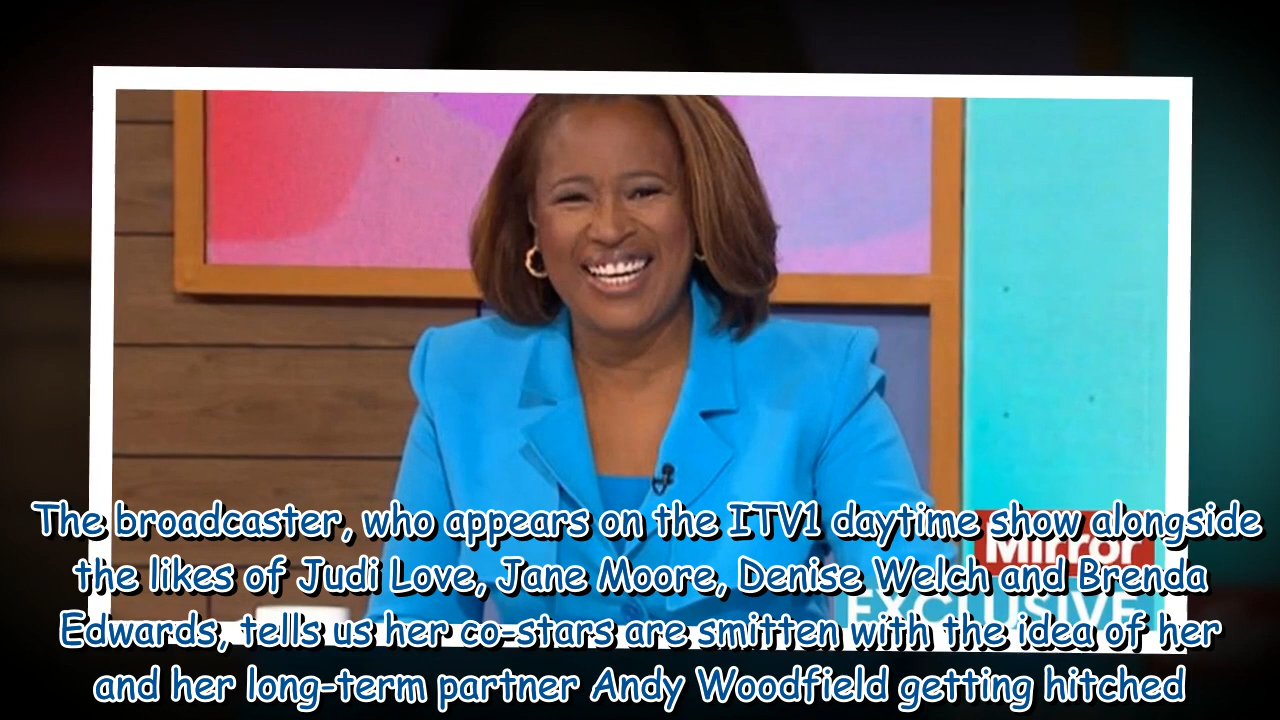 The broadcaster, who appears on the ITV1 daytime show alongside
the likes of Judi Love, Jane Moore, Denise Welch and Brenda
Edwards, tells us her co-stars are smitten with the idea of her
and her long-term partner Andy Woodfield getting hitched
Mirror
EXCLUSIVE